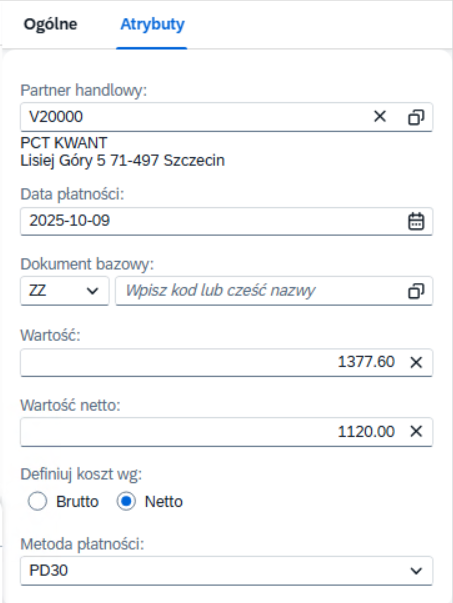 Ogólne Atrybuty
Partner handlowy:
V20000
PCT KWANT
Lisiej Góry 5 71-497 Szczecin
Data płatności:
2025-10-09
Dokument bazowy:
ZZ Wpisz kod lub cześć nazwy
Wartość:
1377.60
Wartość netto:
1120.00
Definiuj koszt wg:
Brutto Netto
Metoda płatności:
PD30